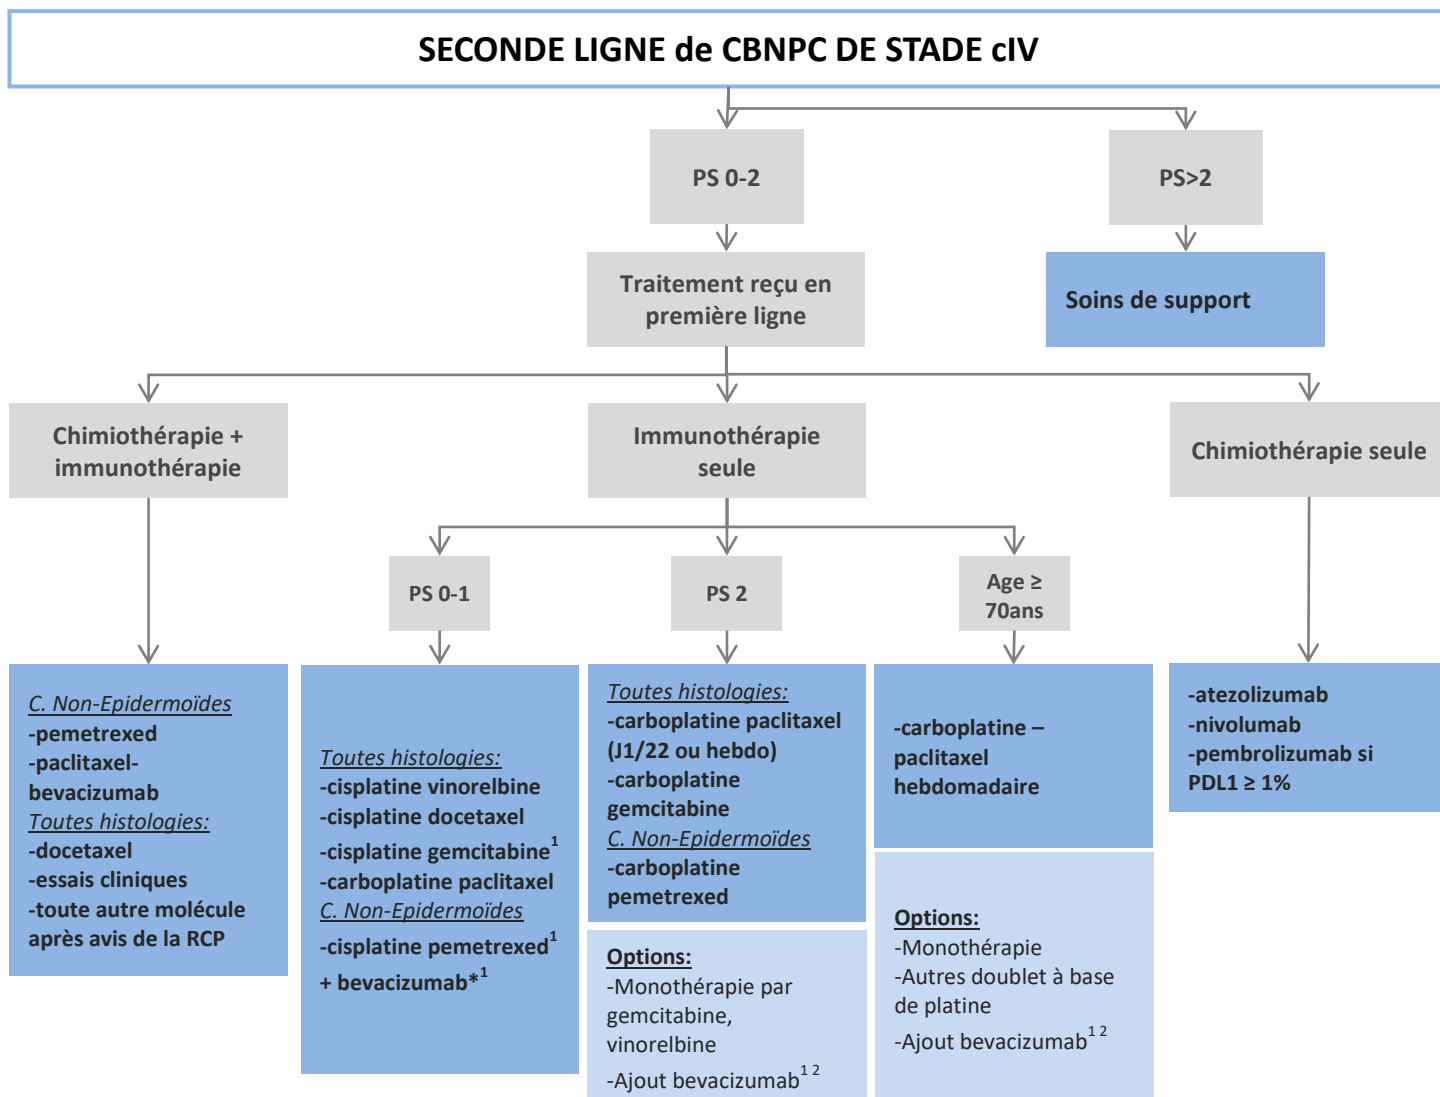 SECONDE LIGNE de CBNPC DE STADE cIV
PS 0-2
PS>2
Traitement reçu en
première ligne
Soins de support
Chimiothérapie +
immunothérapie
Immunothérapie
seule
Chimiothérapie seule
PS 0-1
PS 2
Age ≥
70ans
C. Non-Epidermoïdes
-pemetrexed
-paclitaxel-
bevacizumab
Toutes histologies:
-docetaxel
-essais cliniques
-toute autre molécule
après avis de la RCP
Toutes histologies:
-cisplatine vinorelbine
-cisplatine docetaxel
-cisplatine gemcitabine1
-carboplatine paclitaxel
C. Non-Epidermoïdes
-cisplatine pemetrexed1
+ bevacizumab*1
Toutes histologies:
-carboplatine paclitaxel
(J1/22 ou hebdo)
-carboplatine
gemcitabine
C. Non-Epidermoïdes
-carboplatine
pemetrexed
Options:
-Monothérapie par
gemcitabine,
vinorelbine
-Ajout bevacizumab1 2
-carboplatine –
paclitaxel
hebdomadaire
Options:
-Monothérapie
-Autres doublet à base
de platine
-Ajout bevacizumab1 2
-atezolizumab
-nivolumab
-pembrolizumab si
PDL1 ≥ 1%